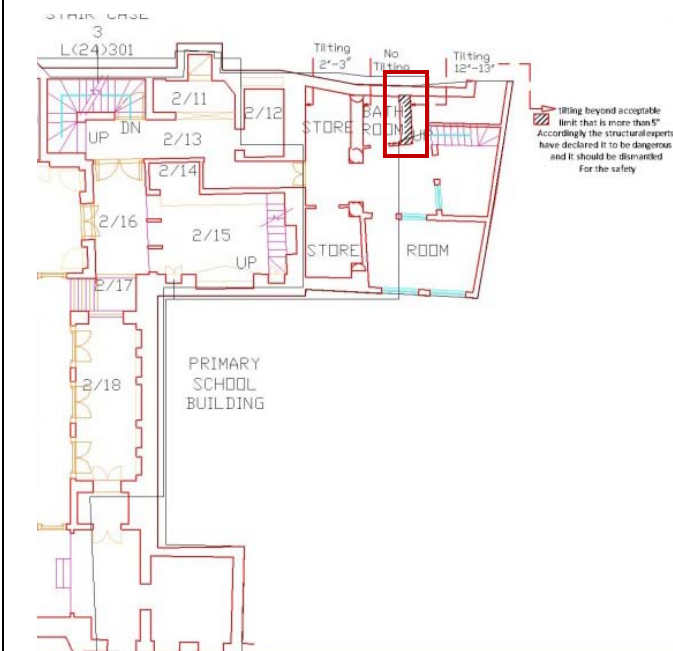 STAIR CASE
3
L(24)301
Tilting
2"-3"
No
Tilting
Tilting
12"-13"
2/11
2/12
STORE
BATH
ROOM
UP
UP
DN
2/13
2/14
2/16
2/15
UP
STORE
ROOM
2/17
2/18
PRIMARY
SCHOOL
BUILDING
tilting beyond acceptable
limit that is more than 5"
Accordingly the structural experts
have declared it to be dangerous
and it should be dismantled
For the safety